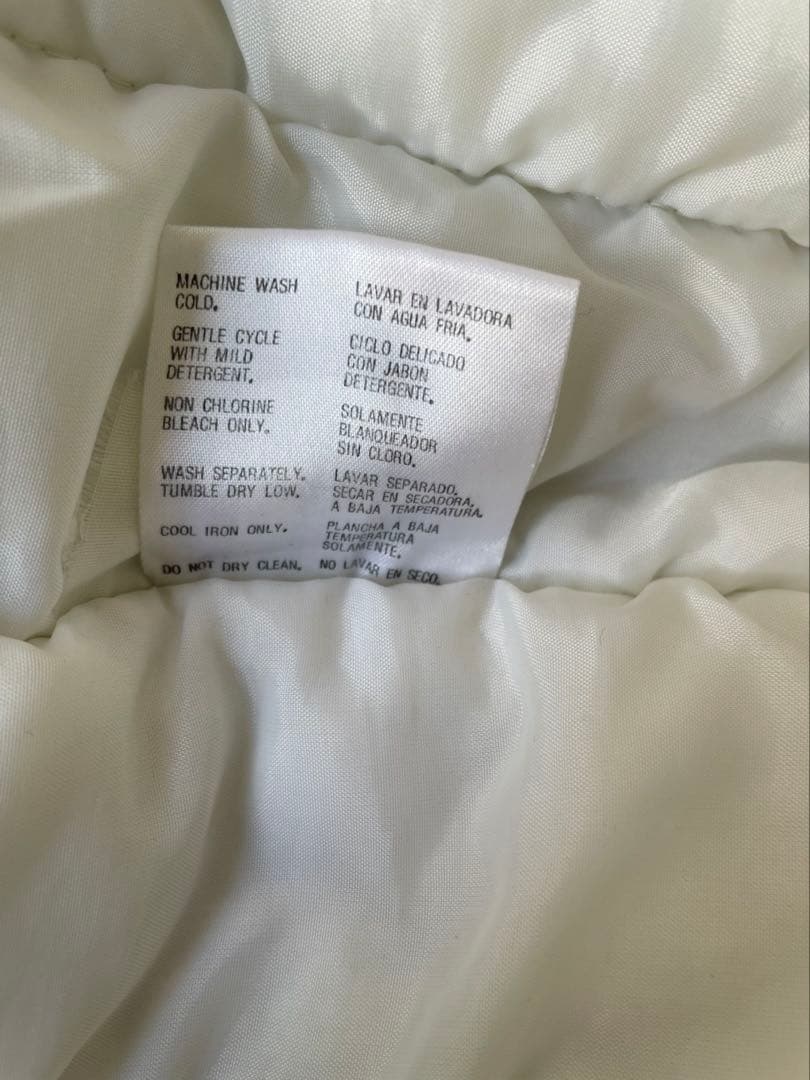 MACHINE WASH
COLD.
GENTLE CYCLE
WITH MILD
DETERGENT.
NON CHLORINE
BLEACH ONLY.
WASH SEPARATELY.
TUMBLE DRY LOW.
COOL IRON ONLY.
DO NOT DRY CLEAN.
LAVAR EN LAVADORA
CON AGUA FRIA.
CICLO DELICADO
CON JABON
DETERGENTE.
SOLAMENTE
BLANQUEADOR
SIN CLORO.
LAVAR SEPARADO.
SECAR EN SECADORA.
A BAJA TEMPERATURA.
PLANCHA A BAJA
TEMPERATURA
SOLAMENTE.
NO LAVAR EN SECO.